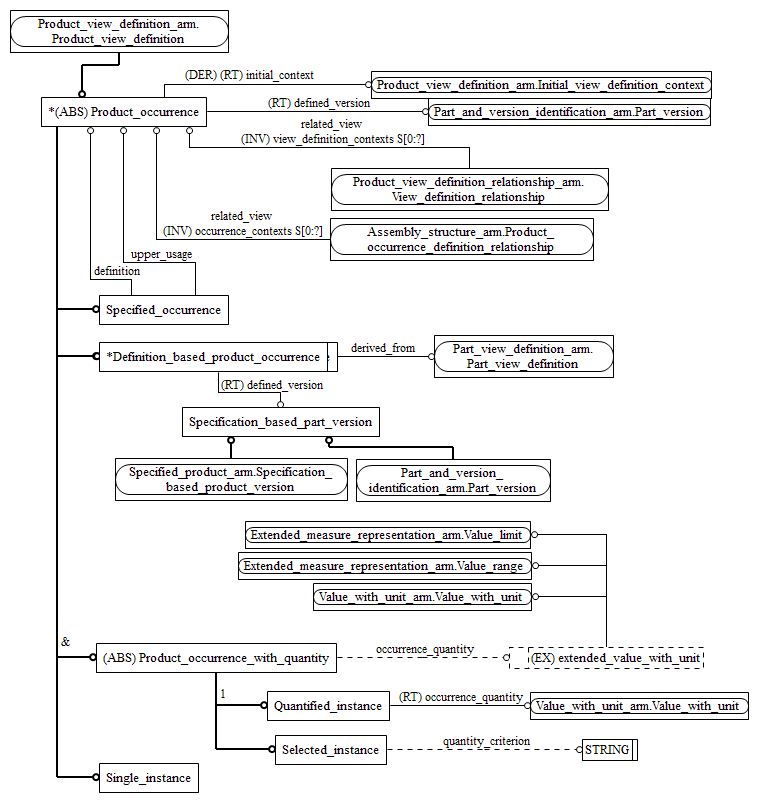 Product_view_definition_arm.
Product_view_definition
(DER) (RT) initial_context
Product_view_definition_arm.Initial_view_definition_context
*(ABS) Product_occurrence
(RT) defined_version
Part_and_version_identification_arm.Part_version
related_view
(INV) view_definition_contexts S[0:?]
Product_view_definition_relationship_arm.
View_definition_relationship
related_view
(INV) occurrence_contexts S[0:?]
Assembly_structure_arm.Product_
occurrence_definition_relationship
upper_usage
definition
Specified_occurrence
*Definition_based_product_occurrence
derived_from
Part_view_definition_arm.
Part_view_definition
(RT) defined_version
Specification_based_part_version
Specified_product_arm.Specification_
based_product_version
Part_and_version_
identification_arm.Part_version
Extended_measure_representation_arm.Value_limit
Extended_measure_representation_arm.Value_range
Value_with_unit_arm.Value_with_unit
&
(ABS) Product_occurrence_with_quantity
occurrence_quantity
(EX) extended_value_with_unit
1
Quantified_instance
(RT) occurrence_quantity
Value_with_unit_arm.Value_with_unit
Selected_instance
quantity_criterion
STRING
Single_instance